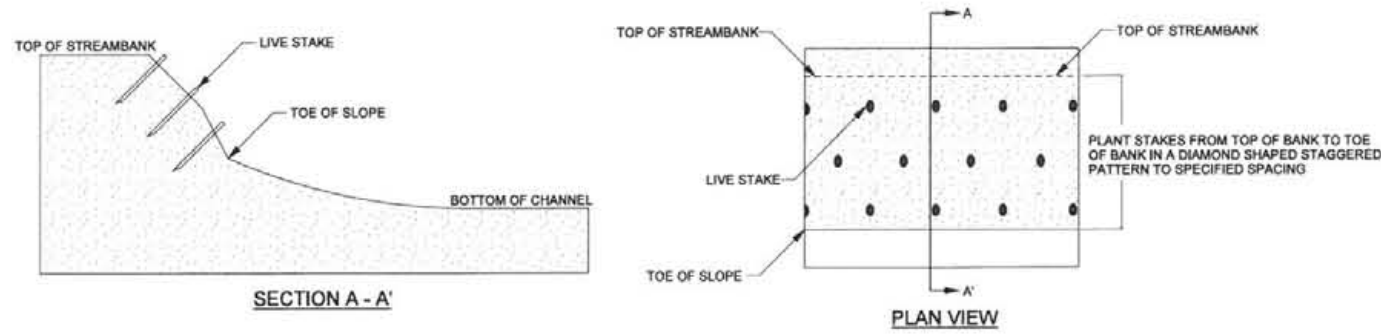 TOP OF STREAMBANK
LIVE STAKE
TOE OF SLOPE
BOTTOM OF CHANNEL
SECTION A - A'
A
TOP OF STREAMBANK
TOP OF STREAMBANK
PLANT STAKES FROM TOP OF BANK TO TOE
OF BANK IN A DIAMOND SHAPED STAGGERED
PATTERN TO SPECIFIED SPACING
LIVE STAKE
TOE OF SLOPE
A'
PLAN VIEW